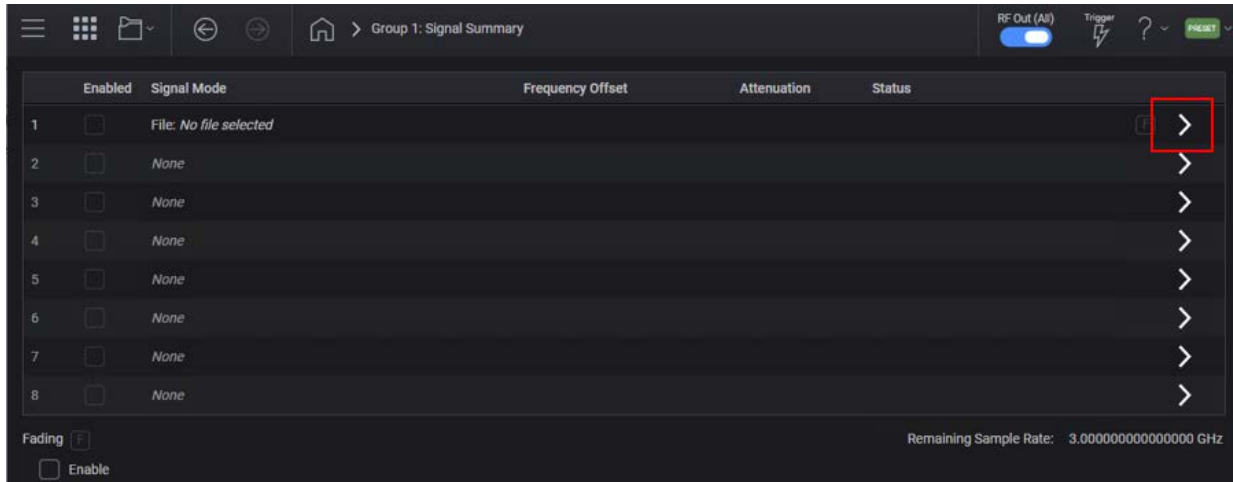 Group 1: Signal Summary
RF Out (All)
Trigger
?
PRESET
Enabled Signal Mode Frequency Offset Attenuation Status
1 File: No file selected F
2 None
3 None
4 None
5 None
6 None
7 None
8 None
Fading F Remaining Sample Rate: 3.000000000000000 GHz
Enable